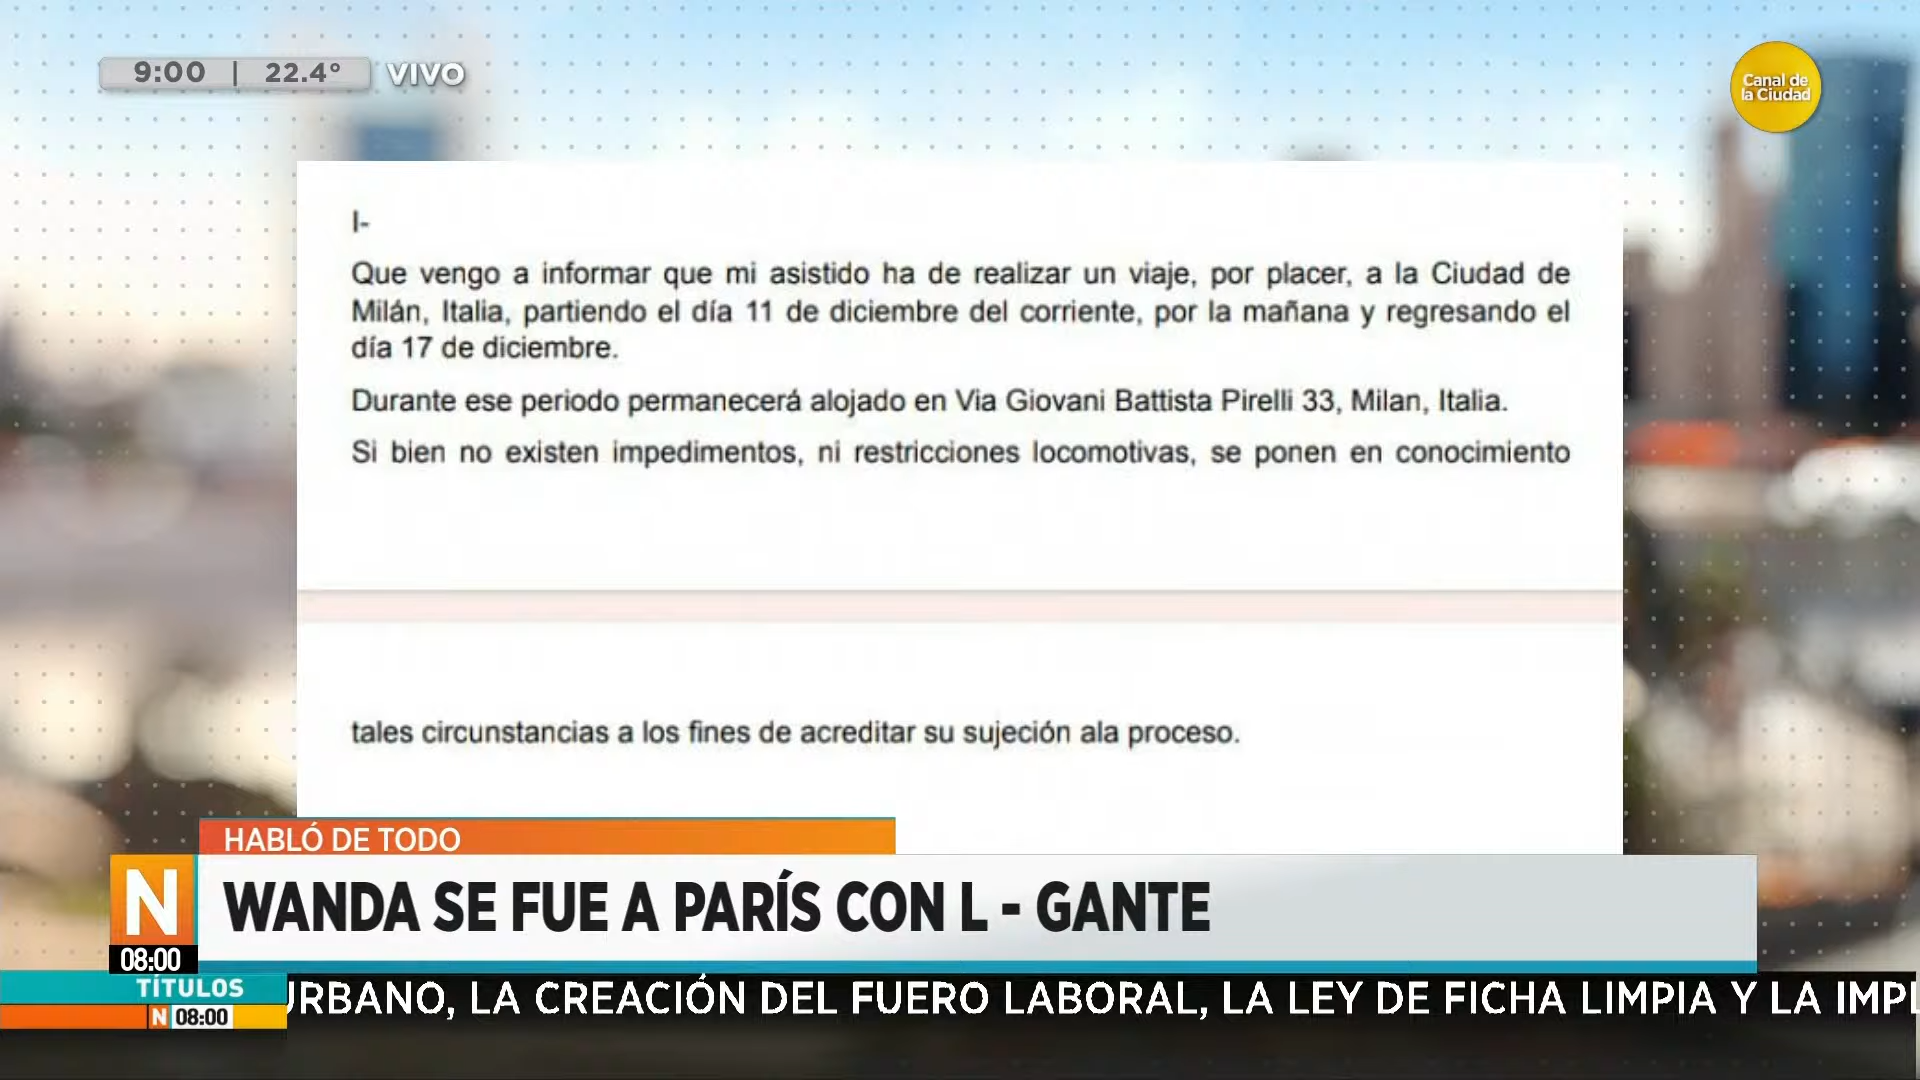 9:00 | 22.4°
VIVO
Canal de
la Ciudad
I-
Que vengo a informar que mi asistido ha de realizar un viaje, por placer, a la Ciudad de
Milán, Italia, partiendo el día 11 de diciembre del corriente, por la mañana y regresando el
día 17 de diciembre.
Durante ese periodo permanecerá alojado en Via Giovani Battista Pirelli 33, Milan, Italia.
Si bien no existen impedimentos, ni restricciones locomotivas, se ponen en conocimiento
tales circunstancias a los fines de acreditar su sujeción ala proceso.
HABLÓ DE TODO
N
08:00
WANDA SE FUE A PARÍS CON L - GANTE
TÍTULOS
N 08:00
URBANO, LA CREACIÓN DEL FUERO LABORAL, LA LEY DE FICHA LIMPIA Y LA IMPL